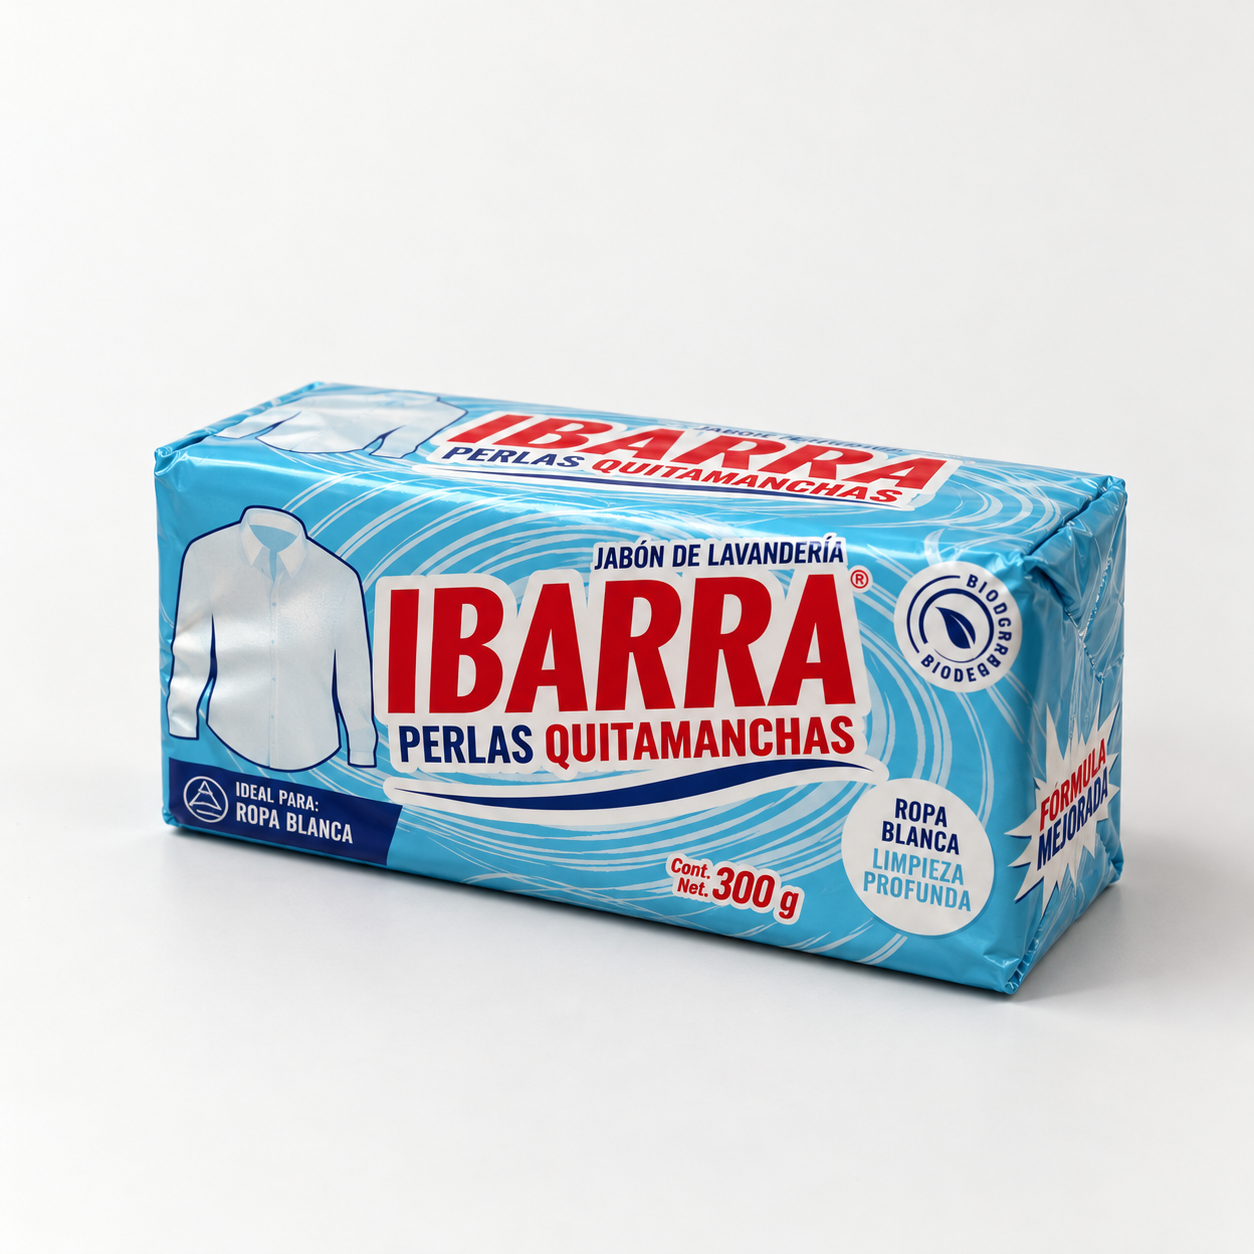 IBARRA
PERLAS QUITAMANCHAS
JABÓN DE LAVANDERÍA
IBARRA®
PERLAS QUITAMANCHAS
IDEAL PARA:
ROPA BLANCA
Cont.
Net. 300 g
BIODEBA
ROPA
BLANCA
LIMPIEZA
PROFUNDA
FÓRMULA
MEJORADA